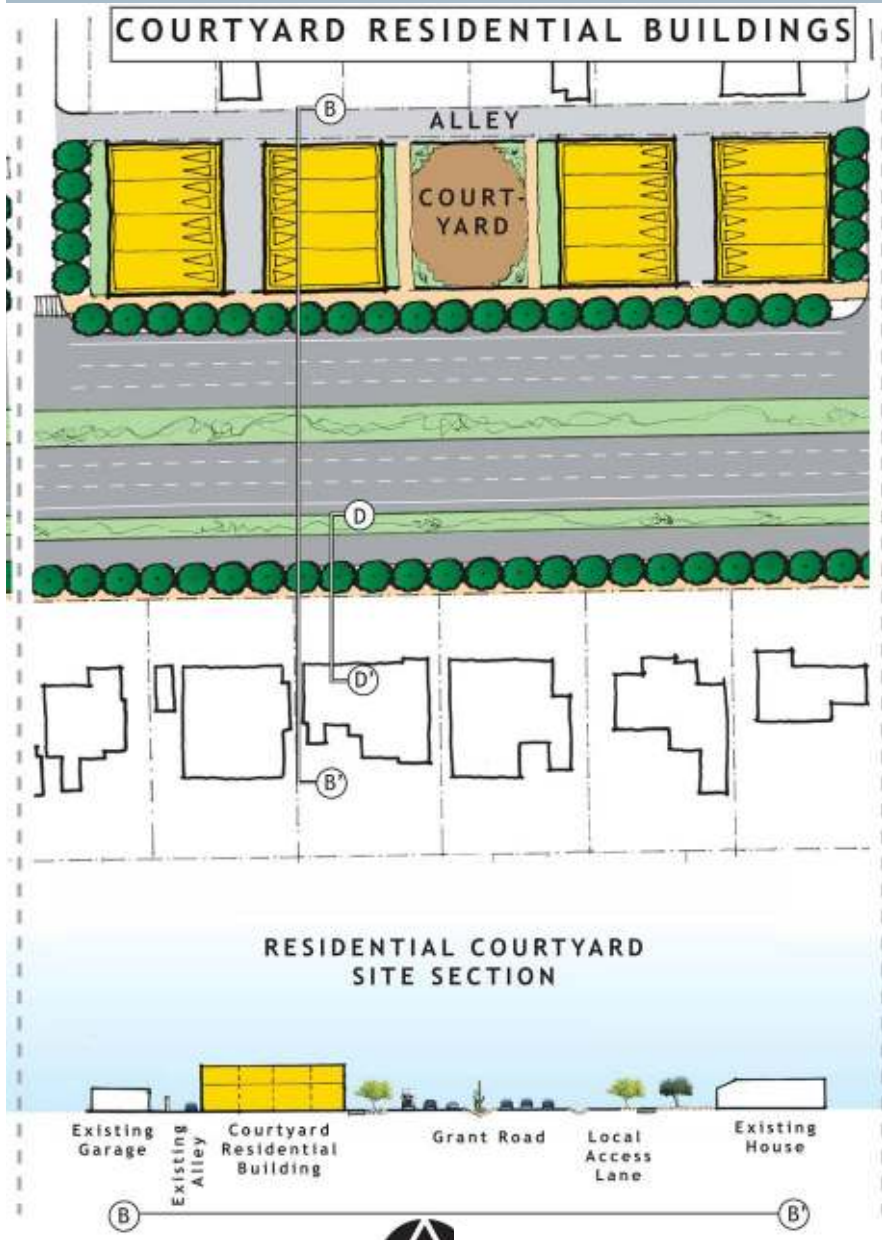 COURTYARD RESIDENTIAL BUILDINGS
B
ALLEY
COURT-
YARD
D
D'
B'
RESIDENTIAL COURTYARD
SITE SECTION
Existing
Garage
Existing
Alley
Courtyard
Residential
Building
Grant Road
Local
Access
Lane
Existing
House
B
B'